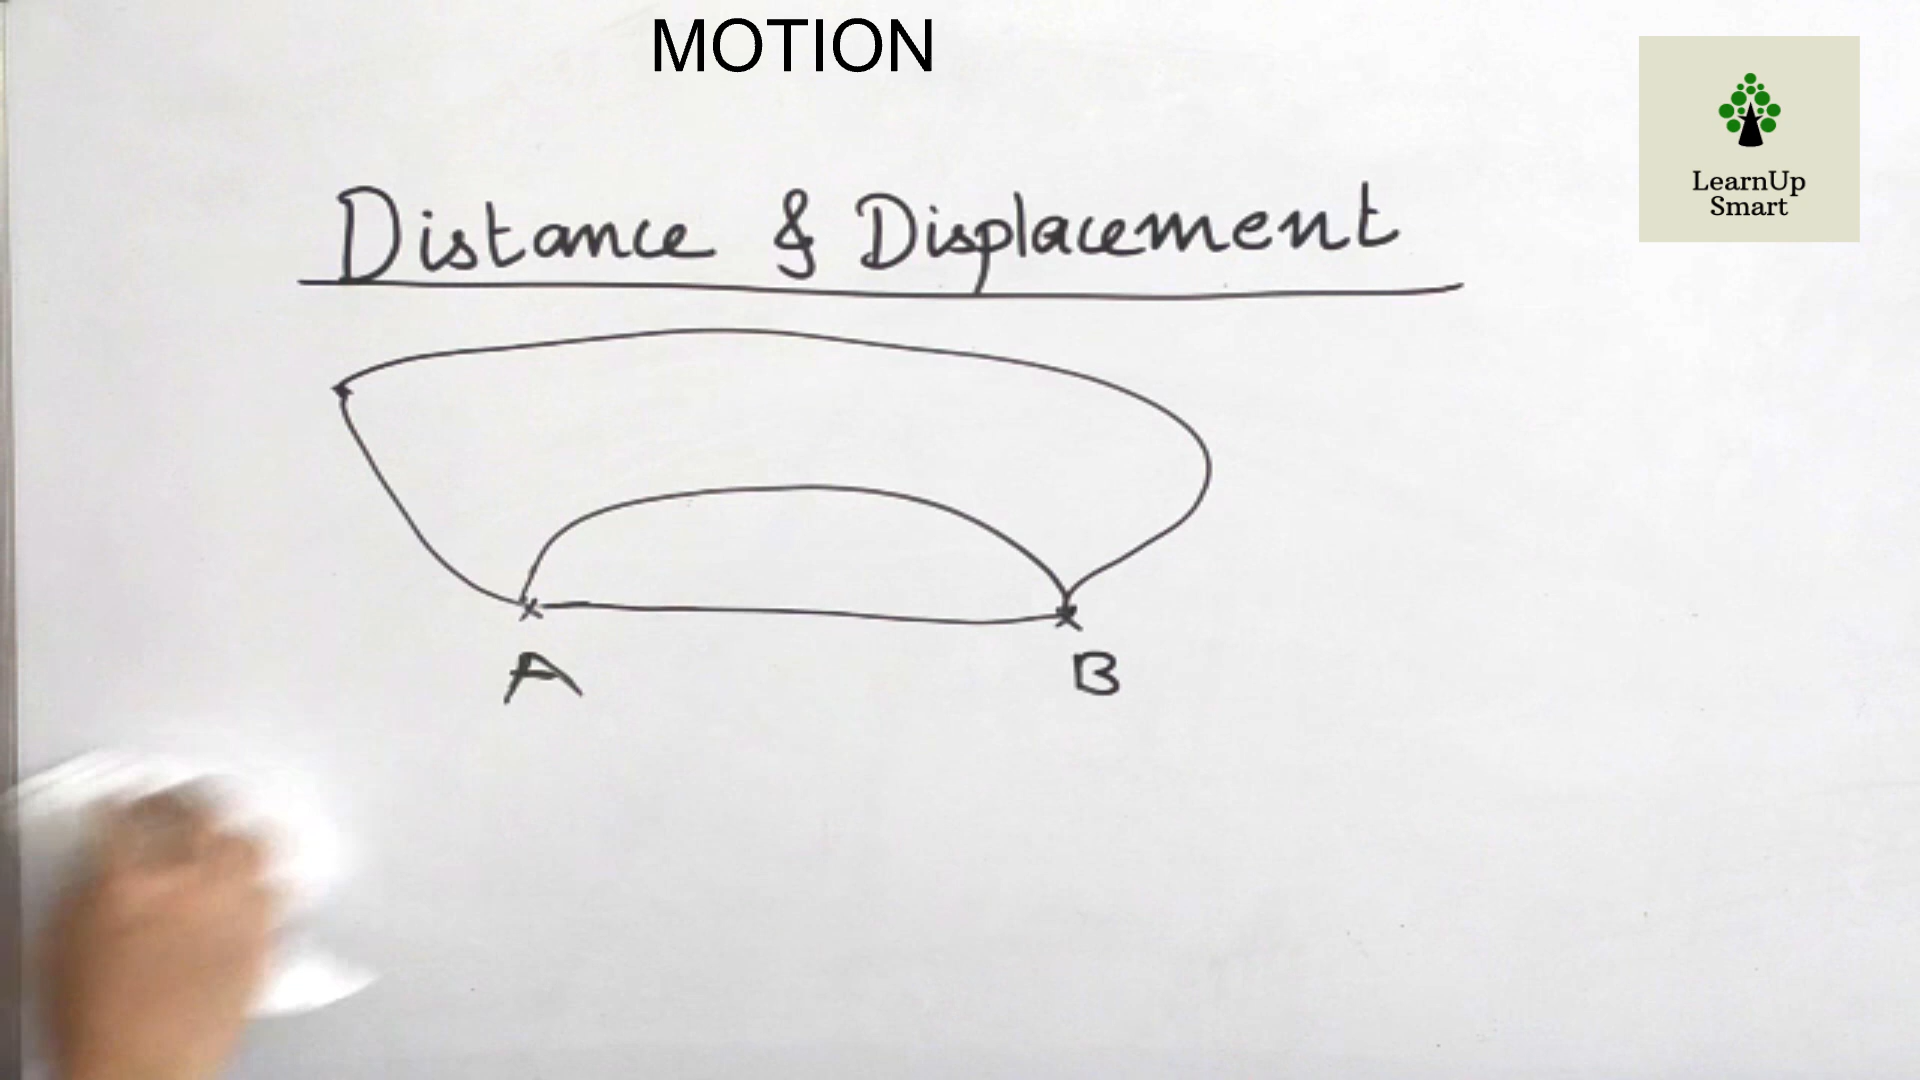 MOTION
LearnUp
Smart
Distance & Displacement
A
B